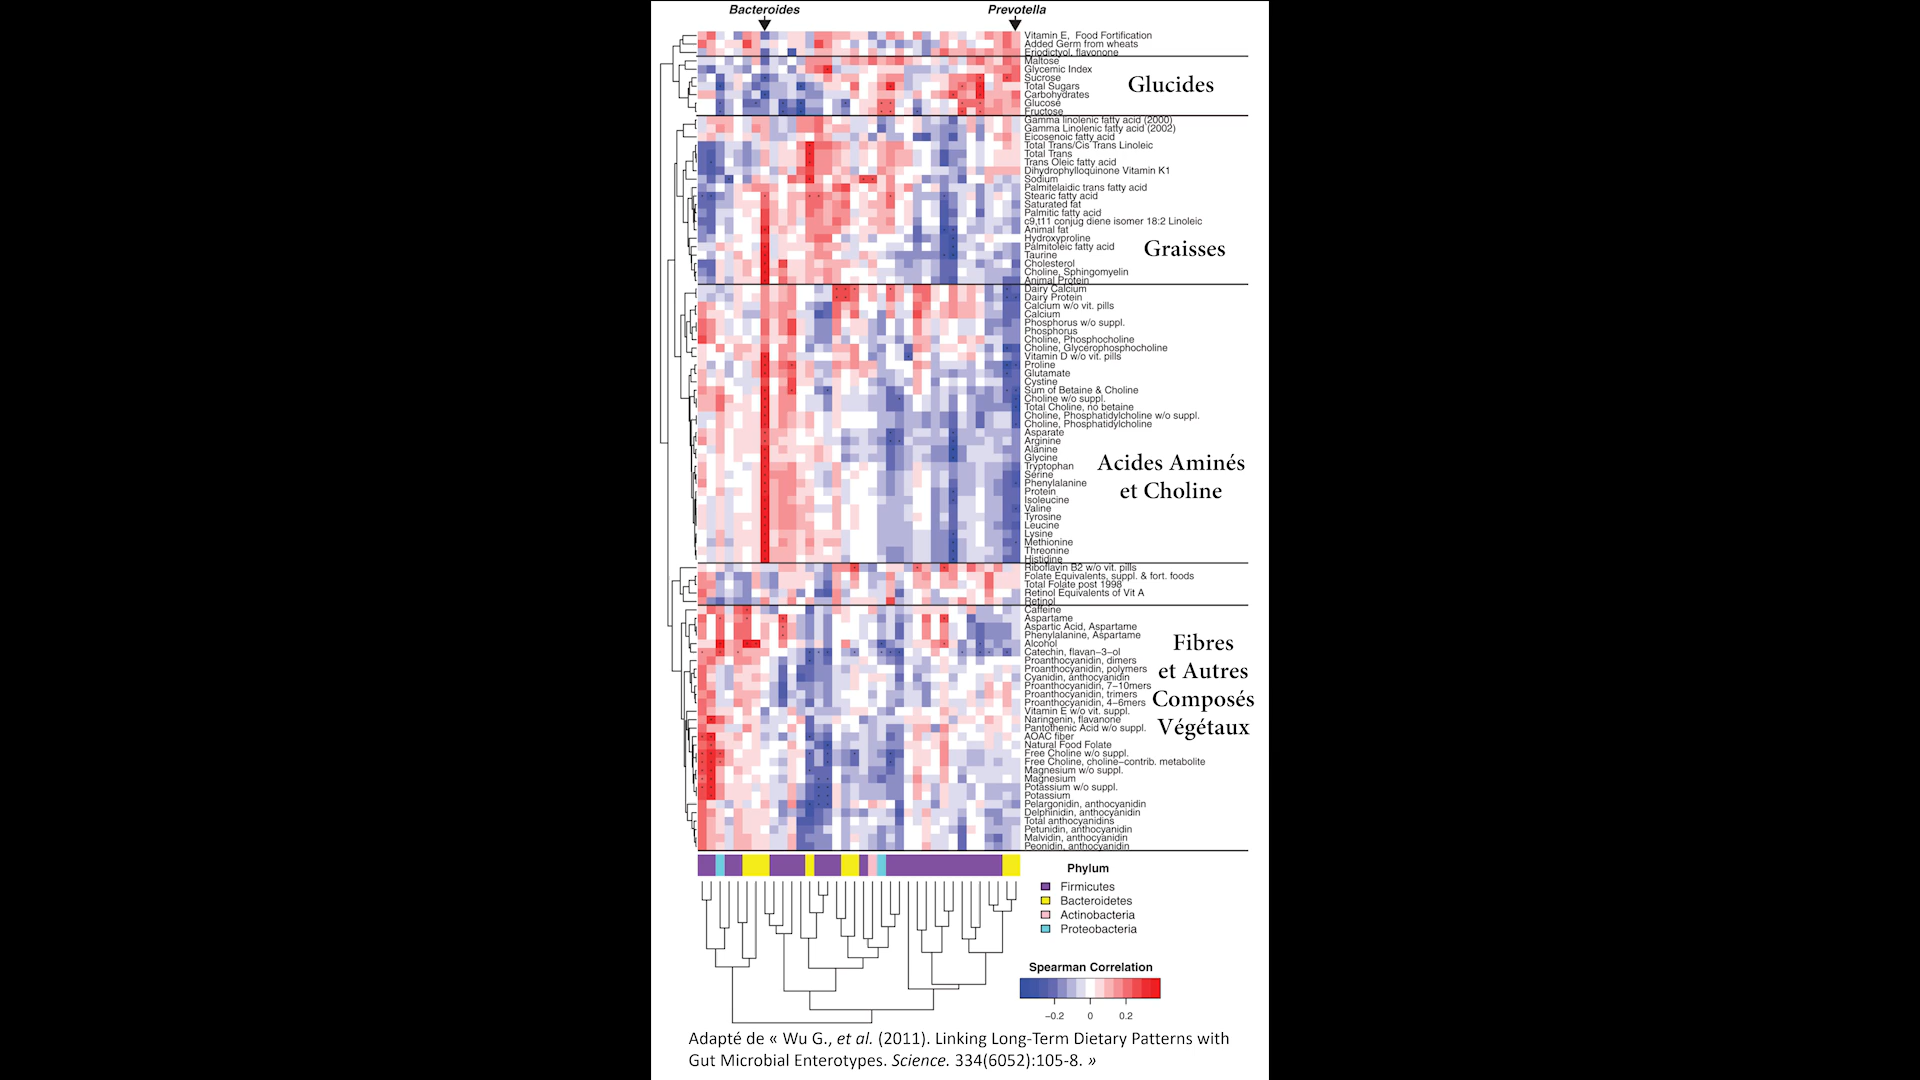 Bacteroides
Prevotella
Vitamin E, Food Fortification
Added Germ from wheats
Eriodictyol, flavonone
Maltose
Glycemic Index
Sucrose
Total Sugars
Carbohydrates
Glucose
Fructose
Glucides
Gamma linolenic fatty acid (2000)
Gamma Linolenic fatty acid (2002)
Eicosenoic fatty acid
Total Trans/Cis Trans Linoleic
Total Trans
Trans Oleic fatty acid
Dihydrophylloquinone Vitamin K1
Sodium
Palmitelaidic trans fatty acid
Stearic fatty acid
Saturated fat
Palmitic fatty acid
c9,t11 conjug diene isomer 18:2 Linoleic
Animal fat
Hydroxyproline
Palmitoleic fatty acid
Taurine
Cholesterol
Choline, Sphingomyelin
Animal Protein
Graisses
Dairy Calcium
Dairy Protein
Calcium w/o vit. pills
Calcium
Phosphorus w/o suppl.
Phosphorus
Choline, Phosphocholine
Choline, Glycerophosphocholine
Vitamin D w/o vit. pills
Proline
Glutamate
Cystine
Sum of Betaine & Choline
Choline w/o suppl.
Total Choline, no betaine
Choline, Phosphatidylcholine w/o suppl.
Choline, Phosphatidylcholine
Asparate
Arginine
Alanine
Glycine
Tryptophan
Serine
Phenylalanine
Protein
Isoleucine
Valine
Tyrosine
Leucine
Lysine
Methionine
Threonine
Histidine
Acides Aminés
et Choline
Riboflavin B2 w/o vit. pills
Folate Equivalents, suppl. & fort. foods
Total Folate post 1998
Retinol Equivalents of Vit A
Retinol
Caffeine
Aspartame
Aspartic Acid, Aspartame
Phenylalanine, Aspartame
Alcohol
Catechin, flavan−3−ol
Proanthocyanidin, dimers
Proanthocyanidin, polymers
Cyanidin, anthocyanidin
Proanthocyanidin, 7−10mers
Proanthocyanidin, trimers
Proanthocyanidin, 4−6mers
Vitamin E w/o vit. suppl.
Naringenin, flavanone
Pantothenic Acid w/o suppl.
AOAC fiber
Natural Food Folate
Free Choline w/o suppl.
Free Choline, choline−contrib. metabolite
Magnesium w/o suppl.
Magnesium
Potassium w/o suppl.
Potassium
Pelargonidin, anthocyanidin
Delphinidin, anthocyanidin
Total anthocyanidins
Petunidin, anthocyanidin
Malvidin, anthocyanidin
Peonidin, anthocyanidin
Fibres
et Autres
Composés
Végétaux
Phylum
Firmicutes
Bacteroidetes
Actinobacteria
Proteobacteria
Spearman Correlation
−0.2 0 0.2
Adapté de « Wu G., et al. (2011). Linking Long-Term Dietary Patterns with
Gut Microbial Enterotypes. Science. 334(6052):105-8. »